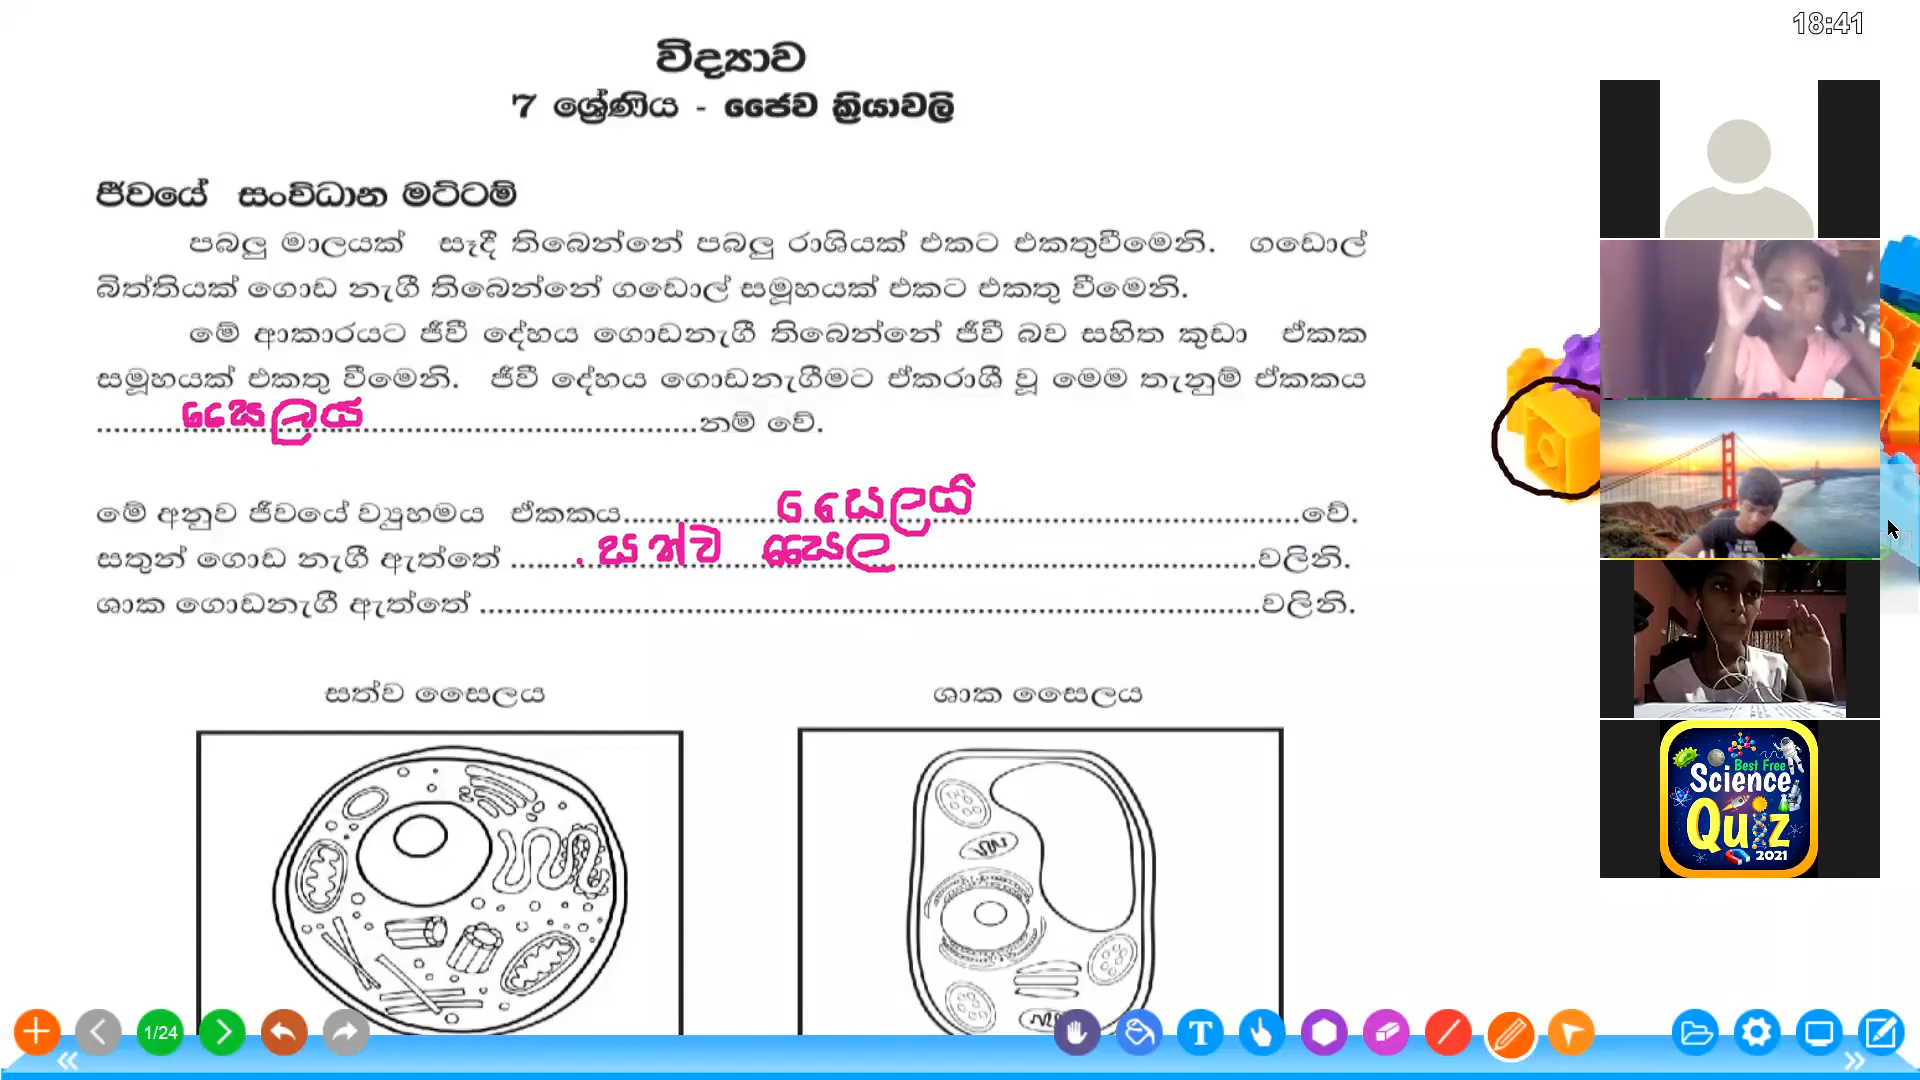 18:41
විද්‍යාව
7 ශ්‍රේණිය - ජෛව ක්‍රියාවලි
ජීවයේ සංවිධාන මට්ටම්
පබලු මාලයක් සෑදී තිබෙන්නේ පබලු රාශියක් එකට එකතුවීමෙනි. ගඩොල්
බිත්තියක් ගොඩ නැගී තිබෙන්නේ ගඩොල් සමූහයක් එකට එකතු වීමෙනි.
මේ ආකාරයට ජීවී දේහය ගොඩනැගී තිබෙන්නේ ජීවී බව සහිත කුඩා ඒකක
සමූහයක් එකතු වීමෙනි. ජීවී දේහය ගොඩනැගීමට ඒකරාශී වූ මෙම තැනුම් ඒකකය
සෛලය නම් වේ.
මේ අනුව ජීවයේ ව්‍යුහමය ඒකකය සෛලයි වේ.
සතුන් ගොඩ නැගී ඇත්තේ සත්ව සෛල වලිනි.
ශාක ගොඩනැගී ඇත්තේ ........ වලිනි.
සත්ව සෛලය ශාක සෛලය
Best Free
Science
Quiz
2021
1/24
T